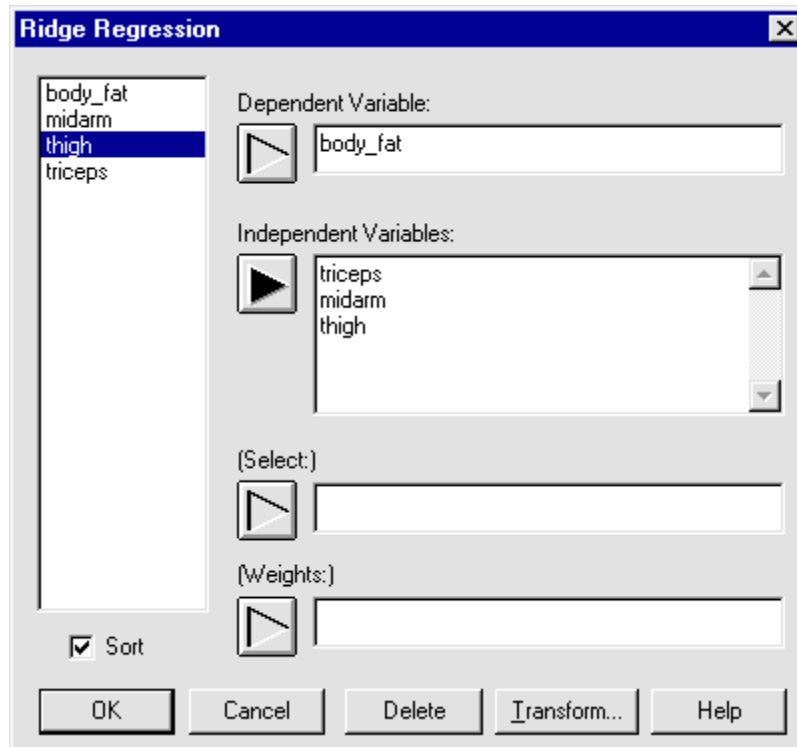 Ridge Regression
body_fat
midarm
thigh
triceps
Sort
Dependent Variable:
body_fat
Independent Variables:
triceps
midarm
thigh
(Select:)
(Weights:)
OK
Cancel
Delete
Transform...
Help